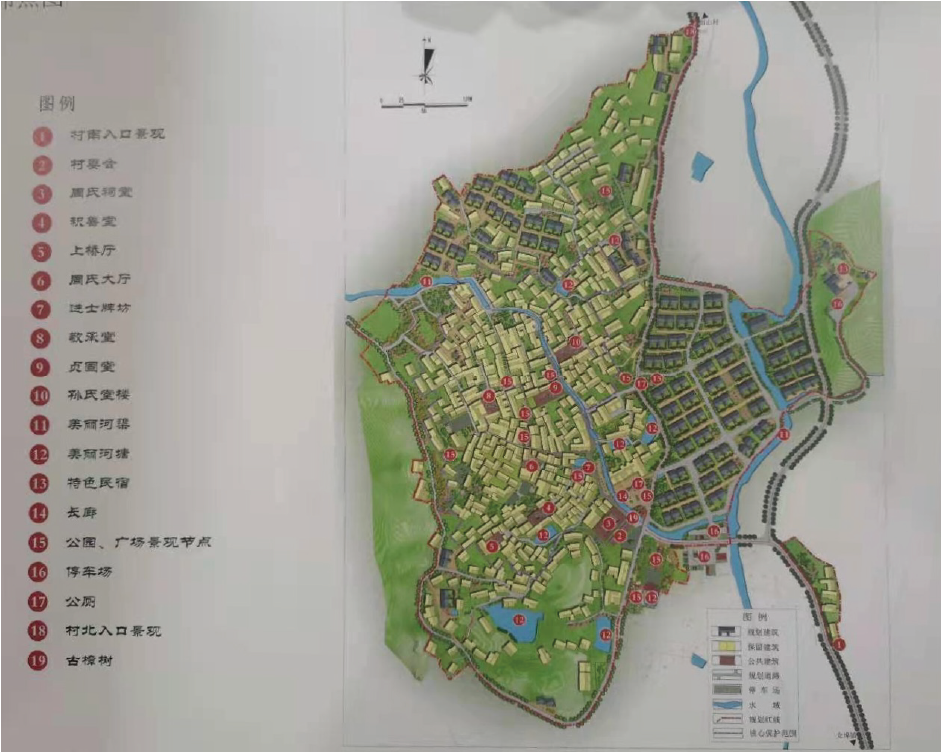 图例
1 村南入口景观
2 村委会
3 周氏祠堂
4 积善堂
5 上桥厅
6 周氏大厅
7 进士牌坊
8 敬承堂
9 贞固堂
10 孙氏堂楼
11 美丽河渠
12 美丽河塘
13 特色民宿
14 长廊
15 公园、广场景观节点
16 停车场
17 公厕
18 村北入口景观
19 古樟树
图 例
规划建筑
保留建筑
公共建筑
规划道路
停车场
水域
规划红线
核心保护范围